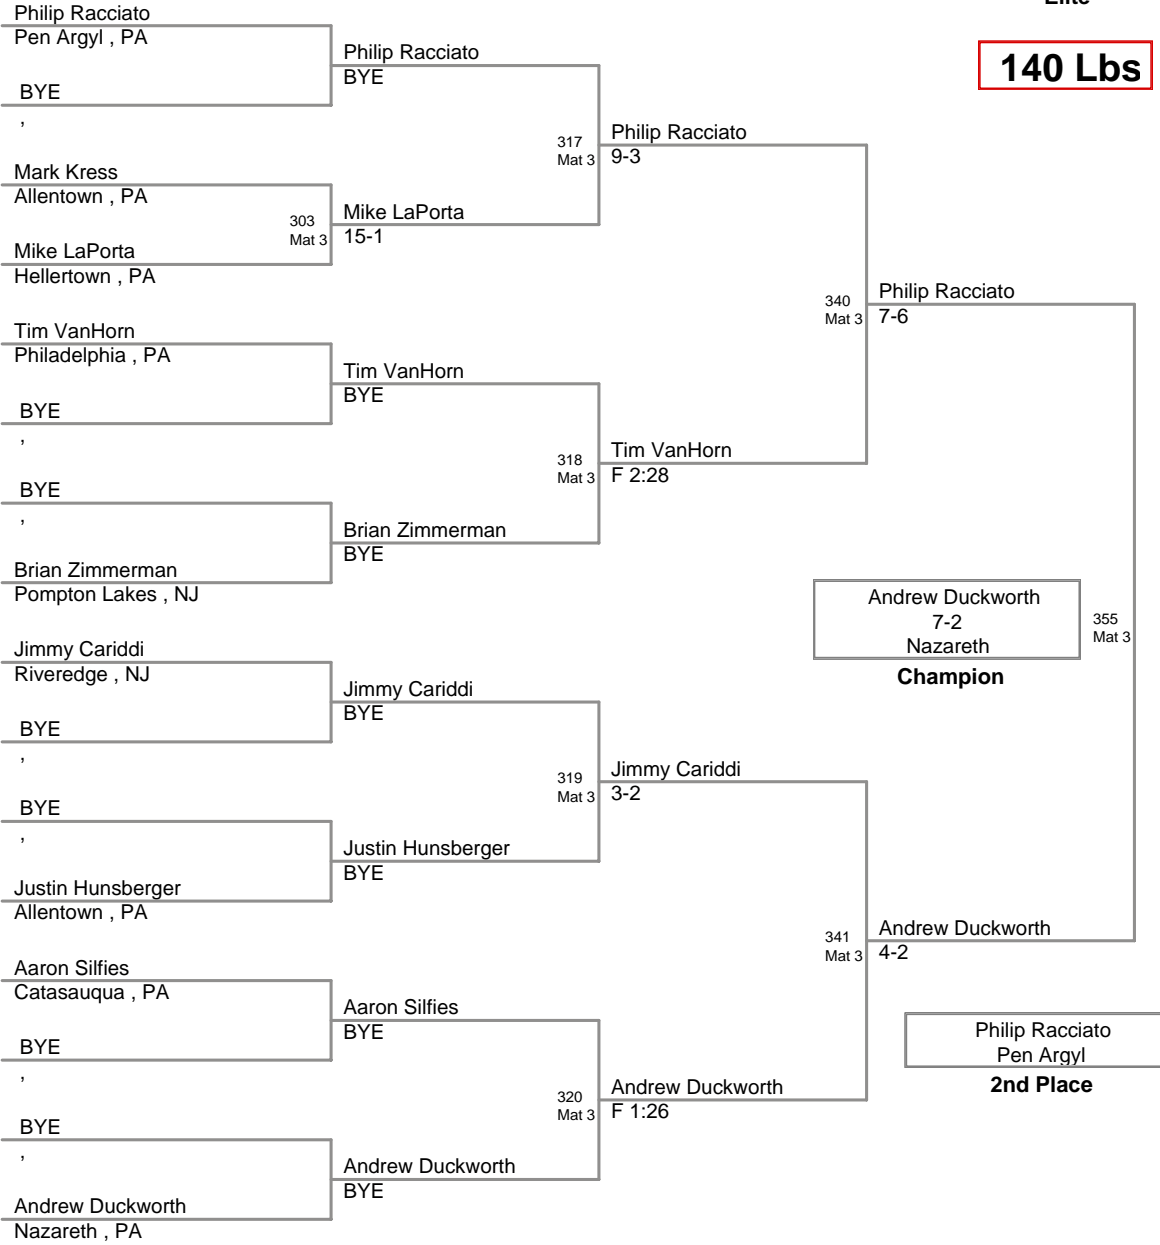 Elite
140 Lbs
Philip Racciato
Pen Argyl , PA
BYE
,
Mark Kress
Allentown , PA
Mike LaPorta
Hellertown , PA
Tim VanHorn
Philadelphia , PA
BYE
,
BYE
,
Brian Zimmerman
Pompton Lakes , NJ
Jimmy Cariddi
Riveredge , NJ
BYE
,
BYE
,
Justin Hunsberger
Allentown , PA
Aaron Silfies
Catasauqua , PA
BYE
,
BYE
,
Andrew Duckworth
Nazareth , PA
Philip Racciato
BYE
303
Mat 3
Mike LaPorta
15-1
Tim VanHorn
BYE
Brian Zimmerman
BYE
Jimmy Cariddi
BYE
Justin Hunsberger
BYE
Aaron Silfies
BYE
Andrew Duckworth
BYE
317
Mat 3
Philip Racciato
9-3
318
Mat 3
Tim VanHorn
F 2:28
319
Mat 3
Jimmy Cariddi
3-2
320
Mat 3
Andrew Duckworth
F 1:26
340
Mat 3
Philip Racciato
7-6
341
Mat 3
Andrew Duckworth
4-2
355
Mat 3
Andrew Duckworth
7-2
Nazareth
Champion
Philip Racciato
Pen Argyl
2nd Place